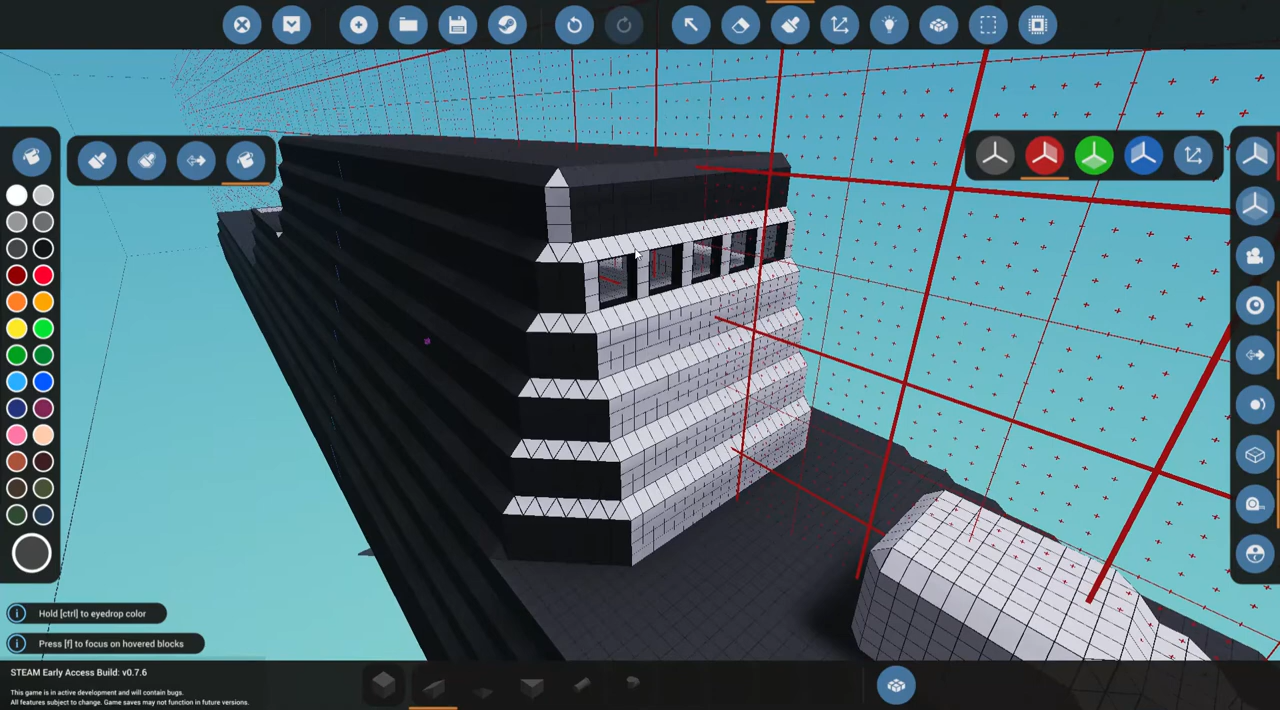 Hold [ctrl] to eyedrop color
Press [f] to focus on hovered blocks
STEAM Early Access Build: v0.7.6
This game is in active development and will contain bugs.
All features subject to change. Game saves may not function in future versions.